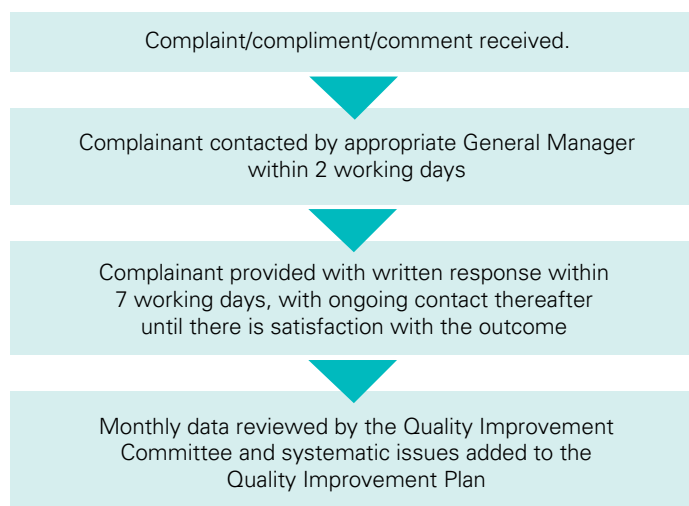 Complaint/compliment/comment received.
Complainant contacted by appropriate General Manager
within 2 working days
Complainant provided with written response within
7 working days, with ongoing contact thereafter
until there is satisfaction with the outcome
Monthly data reviewed by the Quality Improvement
Committee and systematic issues added to the
Quality Improvement Plan